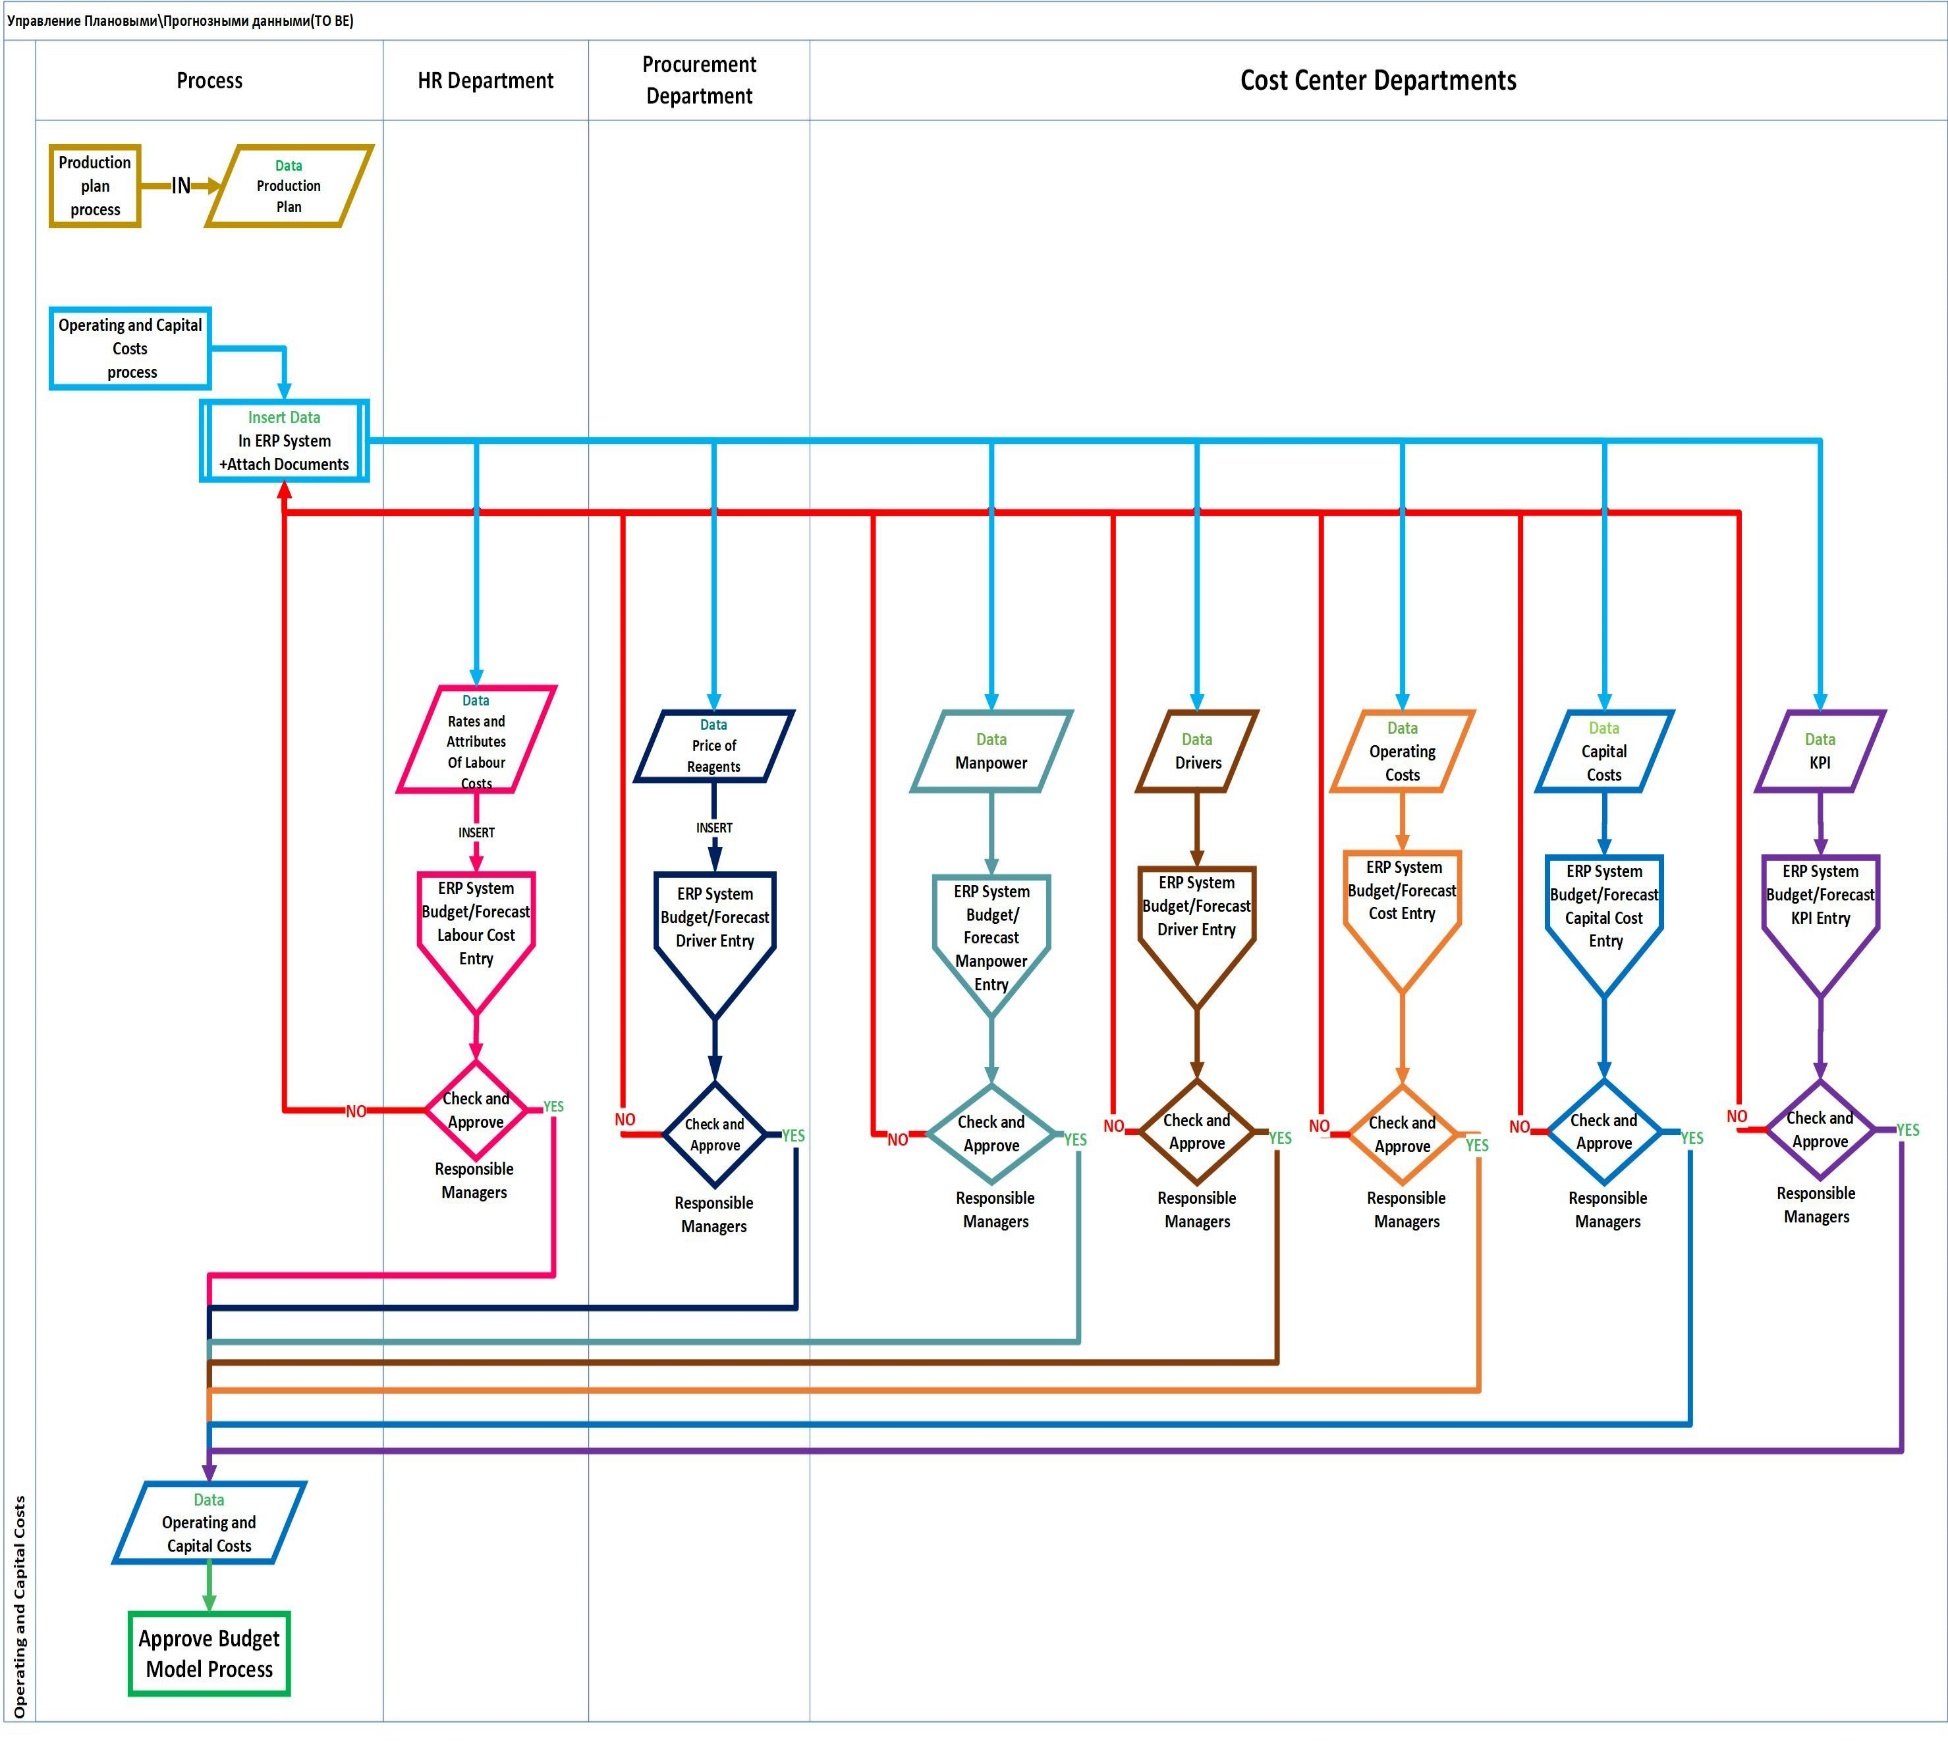 Управление Плановыми\Прогнозными данными(TO BE)
Process
HR Department
Procurement
Department
Cost Center Departments
Production
plan
process
IN
Data
Production
Plan
Operating and Capital
Costs
process
Insert Data
In ERP System
+Attach Documents
Data
Rates and
Attributes
Of Labour
Costs
INSERT
ERP System
Budget/Forecast
Labour Cost
Entry
Check and
Approve
NO
YES
Responsible
Managers
Data
Price of
Reagents
INSERT
ERP System
Budget/Forecast
Driver Entry
Check and
Approve
NO
YES
Responsible
Managers
Data
Manpower
ERP System
Budget/
Forecast
Manpower
Entry
Check and
Approve
NO
YES
Responsible
Managers
Data
Drivers
ERP System
Budget/Forecast
Driver Entry
Check and
Approve
NO
YES
Responsible
Managers
Data
Operating
Costs
ERP System
Budget/Forecast
Cost Entry
Check and
Approve
NO
YES
Responsible
Managers
Data
Capital
Costs
ERP System
Budget/Forecast
Capital Cost
Entry
Check and
Approve
NO
YES
Responsible
Managers
Data
KPI
ERP System
Budget/Forecast
KPI Entry
Check and
Approve
NO
YES
Responsible
Managers
Data
Operating and
Capital Costs
Approve Budget
Model Process
Operating and Capital Costs